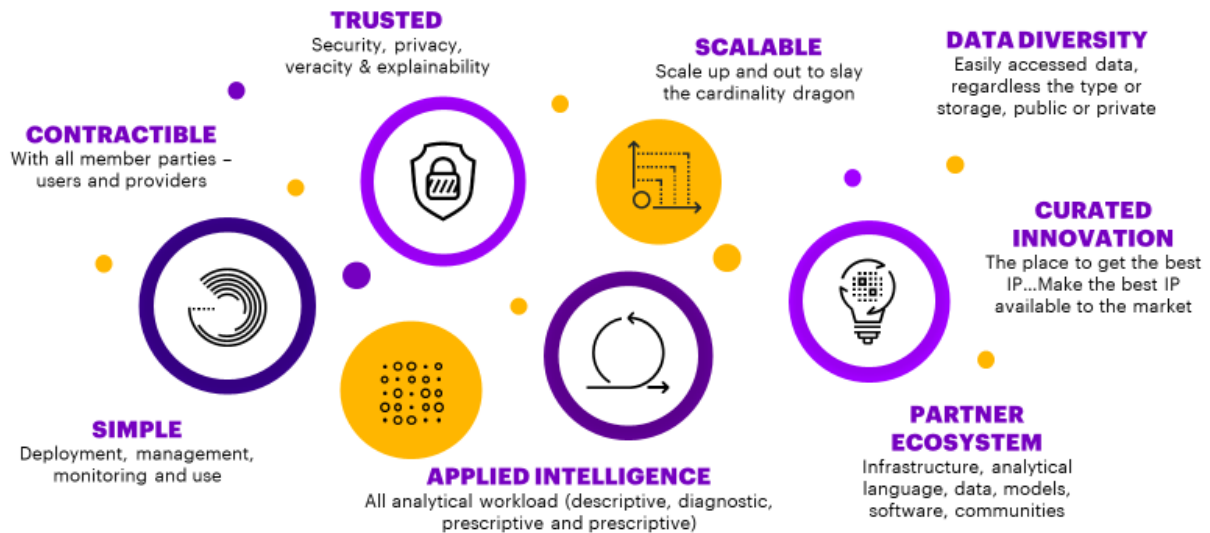 TRUSTED
Security, privacy,
veracity & explainability
SCALABLE
Scale up and out to slay
the cardinality dragon
DATA DIVERSITY
Easily accessed data,
regardless the type or
storage, public or private
CONTRACTIBLE
With all member parties –
users and providers
CURATED
INNOVATION
The place to get the best
IP...Make the best IP
available to the market
SIMPLE
Deployment, management,
monitoring and use
APPLIED INTELLIGENCE
All analytical workload (descriptive, diagnostic,
prescriptive and prescriptive)
PARTNER
ECOSYSTEM
Infrastructure, analytical
language, data, models,
software, communities